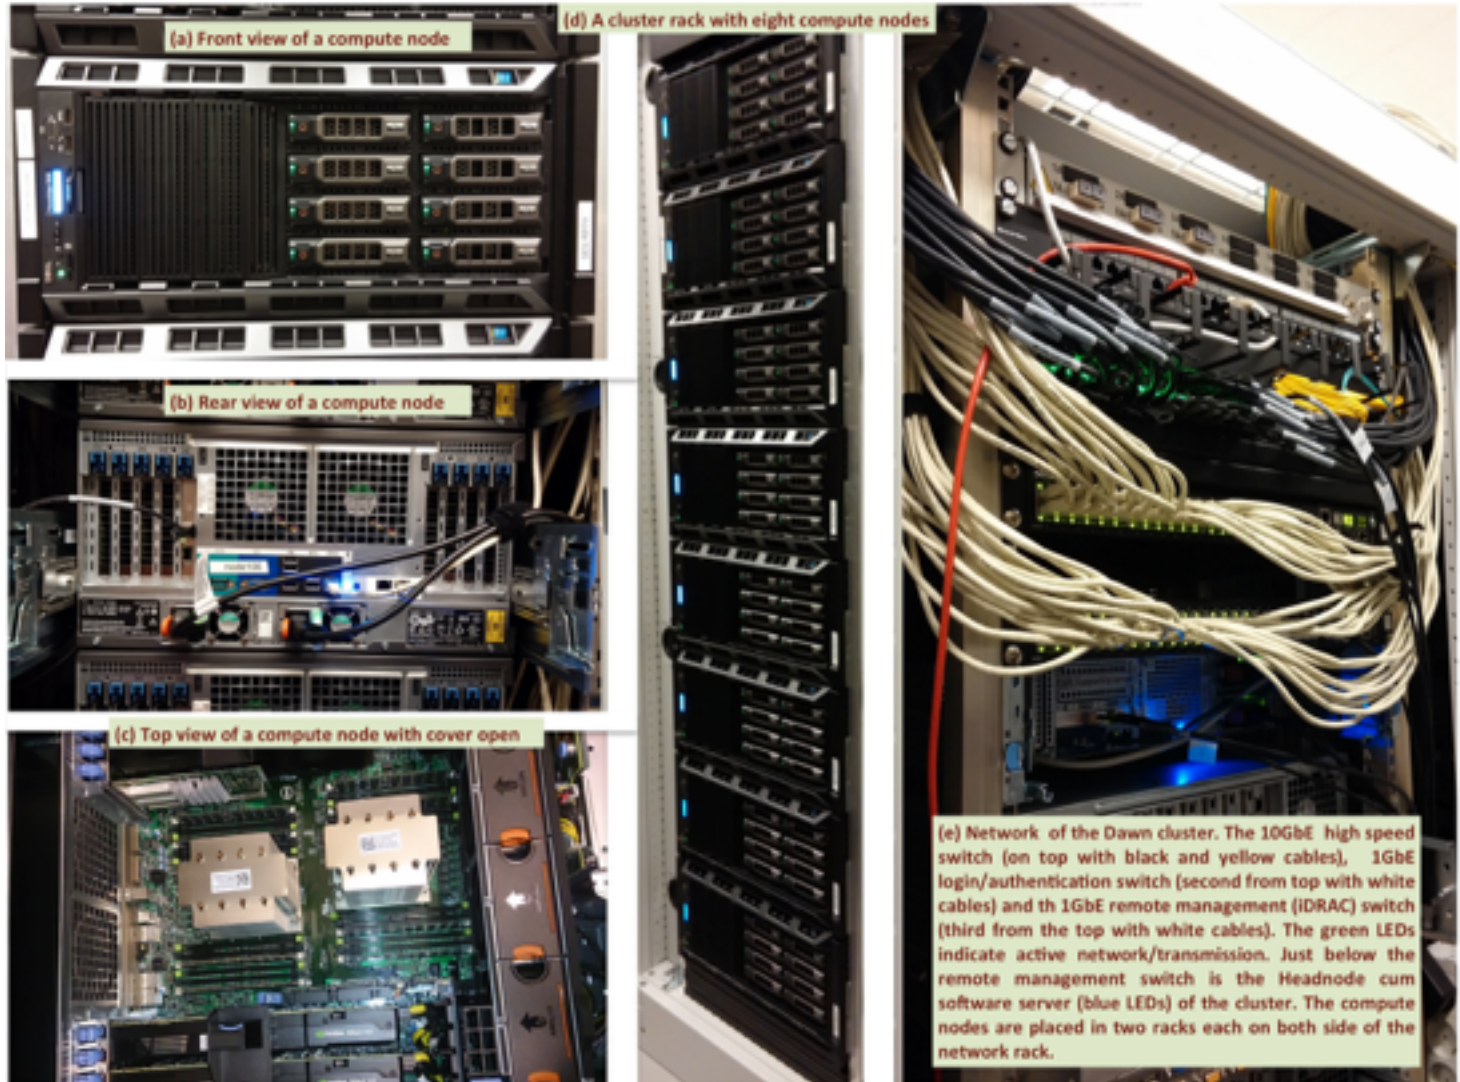 (a) Front view of a compute node
(d) A cluster rack with eight compute nodes
(b) Rear view of a compute node
(c) Top view of a compute node with cover open
(e) Network of the Dawn cluster. The 10GbE high speed
switch (on top with black and yellow cables), 1GbE
login/authentication switch (second from top with white
cables) and th 1GbE remote management (iDRAC) switch
(third from the top with white cables). The green LEDs
indicate active network/transmission. Just below the
remote management switch is the Headnode cum
software server (blue LEDs) of the cluster. The compute
nodes are placed in two racks each on both side of the
network rack.